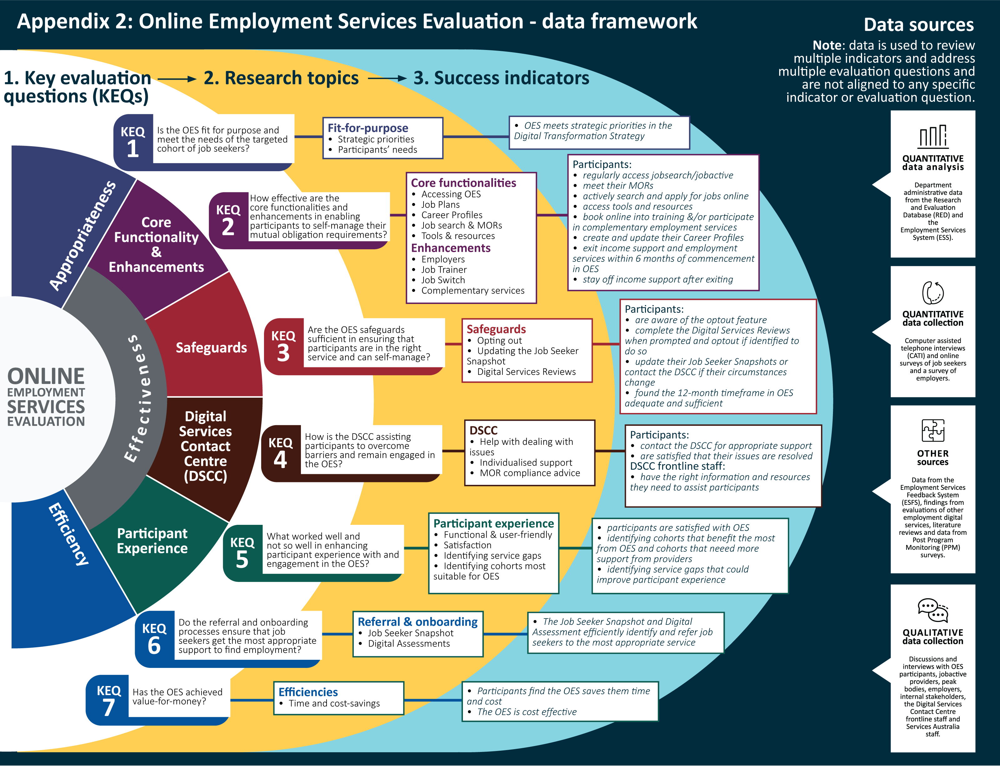 Appendix 2: Online Employment Services Evaluation - data framework
Data sources
Note: data is used to review
multiple indicators and address
multiple evaluation questions and
are not aligned to any specific
indicator or evaluation question.
1. Key evaluation
questions (KEQs)
2. Research topics
3. Success indicators
ONLINE
EMPLOYMENT
SERVICES
EVALUATION
Appropriateness
Effectiveness
Efficiency
Core
Functionality
&
Enhancements
Safeguards
Digital
Services
Contact
Centre
(DSCC)
Participant
Experience
KEQ
1
Is the OES fit for purpose and
meet the needs of the targeted
cohort of job seekers?
Fit-for-purpose
• Strategic priorities
• Participants’ needs
• OES meets strategic priorities in the
Digital Transformation Strategy
KEQ
2
How effective are the
core functionalities and
enhancements in enabling
participants to self-manage their
mutual obligation requirements?
Core functionalities
• Accessing OES
• Job Plans
• Career Profiles
• Job search & MORs
• Tools & resources
Enhancements
• Employers
• Job Trainer
• Job Switch
• Complementary services
Participants:
• regularly access jobsearch/jobactive
• meet their MORs
• actively search and apply for jobs online
• access tools and resources
• book online into training &/or participate
in complementary employment services
• create and update their Career Profiles
• exit income support and employment
services within 6 months of commencement
in OES
• stay off income support after exiting
KEQ
3
Are the OES safeguards
sufficient in ensuring that
participants are in the right
service and can self-manage?
Safeguards
• Opting out
• Updating the Job Seeker
Snapshot
• Digital Services Reviews
Participants:
• are aware of the optout feature
• complete the Digital Services Reviews
when prompted and optout if identified to
do so
• update their Job Seeker Snapshots or
contact the DSCC if their circumstances
change
• found the 12-month timeframe in OES
adequate and sufficient
KEQ
4
How is the DSCC assisting
participants to overcome
barriers and remain engaged in
the OES?
DSCC
• Help with dealing with
issues
• Individualised support
• MOR compliance advice
Participants:
• contact the DSCC for appropriate support
• are satisfied that their issues are resolved
DSCC frontline staff:
• have the right information and resources
they need to assist participants
KEQ
5
What worked well and
not so well in enhancing
participant experience with and
engagement in the OES?
Participant experience
• Functional & user-friendly
• Satisfaction
• Identifying service gaps
• Identifying cohorts most
suitable for OES
• participants are satisfied with OES
• identifying cohorts that benefit the most
from OES and cohorts that neeed more
support from providers
• identifying service gaps that could
improve participant experience
KEQ
6
Do the referral and onboarding
processes ensure that job
seekers get the most appropriate
support to find employment?
Referral & onboarding
• Job Seeker Snapshot
• Digital Assessments
• The Job Seeker Snapshot and Digital
Assessment efficiently identify and refer job
seekers to the most appropriate service
KEQ
7
Has the OES achieved
value-for-money?
Efficiencies
• Time and cost-savings
• Participants find the OES saves them time
and cost
• The OES is cost effective
QUANTITATIVE
data analysis
Department
administrative data
from the Research
and Evaluation
Database (RED) and
the
Employment Services
System (ESS).
QUANTITATIVE
data collection
Computer assisted
telephone interviews
(CATI) and online
surveys of job seekers
and a survey of
employers.
OTHER
sources
Data from the
Employment Services
Feedback System
(ESFS), findings from
evaluations of other
employment digital
services, literature
reviews and data from
Post Program
Monitoring (PPM)
surveys.
QUALITATIVE
data collection
Discussions and
interviews with OES
participants, jobactive
providers, peak
bodies, employers,
internal stakeholders,
the Digital Services
Contact Centre
frontline staff and
Services Australia
staff.